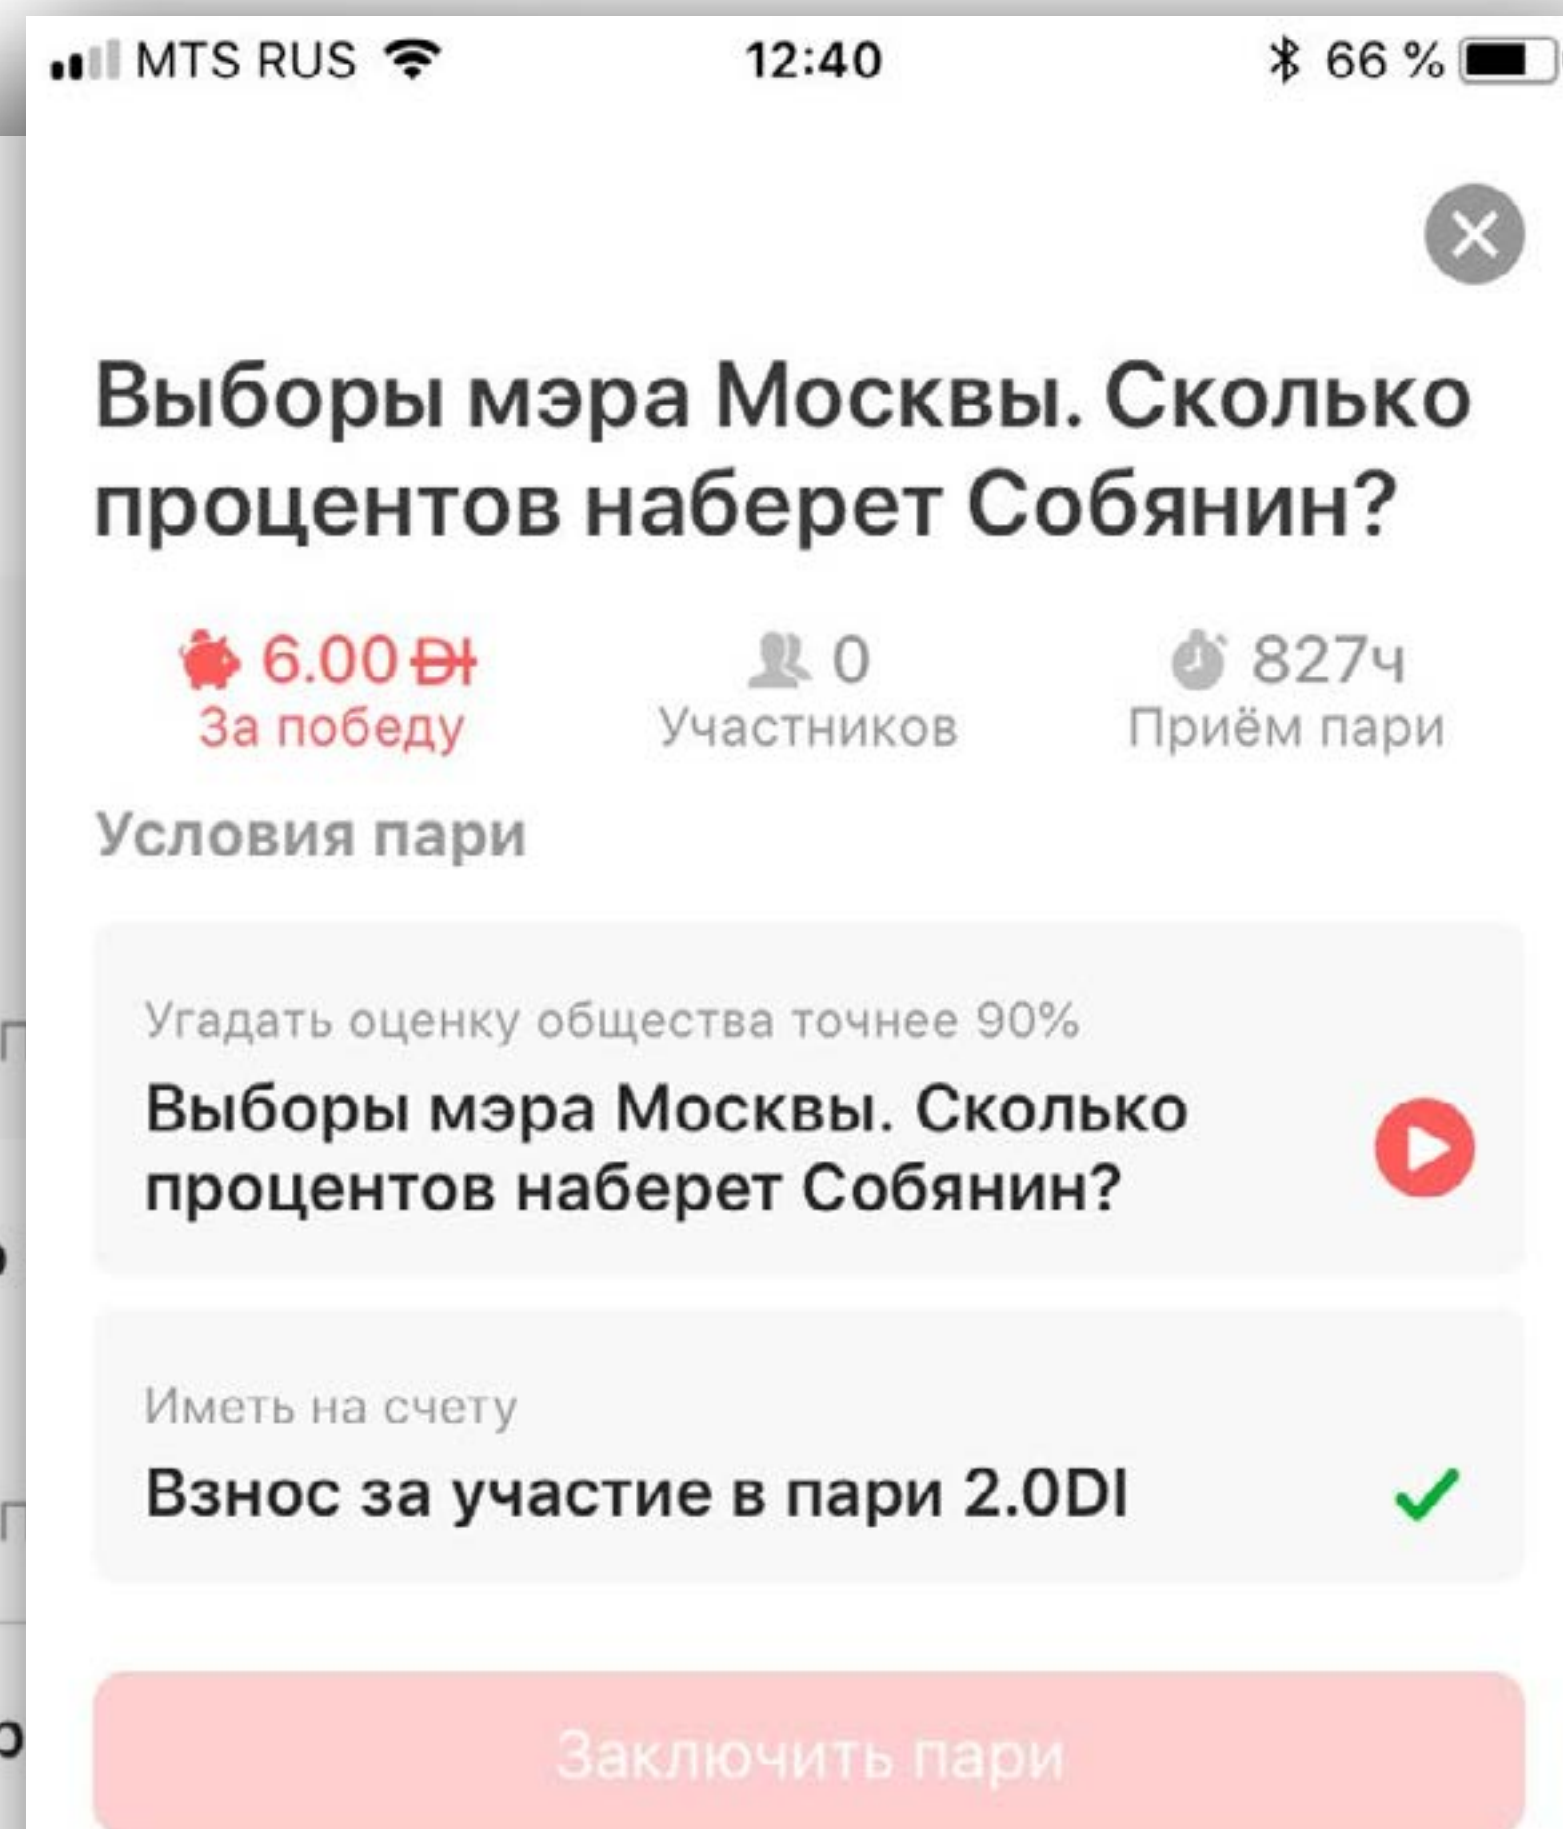 MTS RUS 12:40 66 %
Выборы мэра Москвы. Сколько
процентов наберет Собянин?
6.00 DI 0 827ч
За победу Участников Приём пари
Условия пари
Угадать оценку общества точнее 90%
Выборы мэра Москвы. Сколько
процентов наберет Собянин?
Иметь на счету
Взнос за участие в пари 2.0DI
Заключить пари